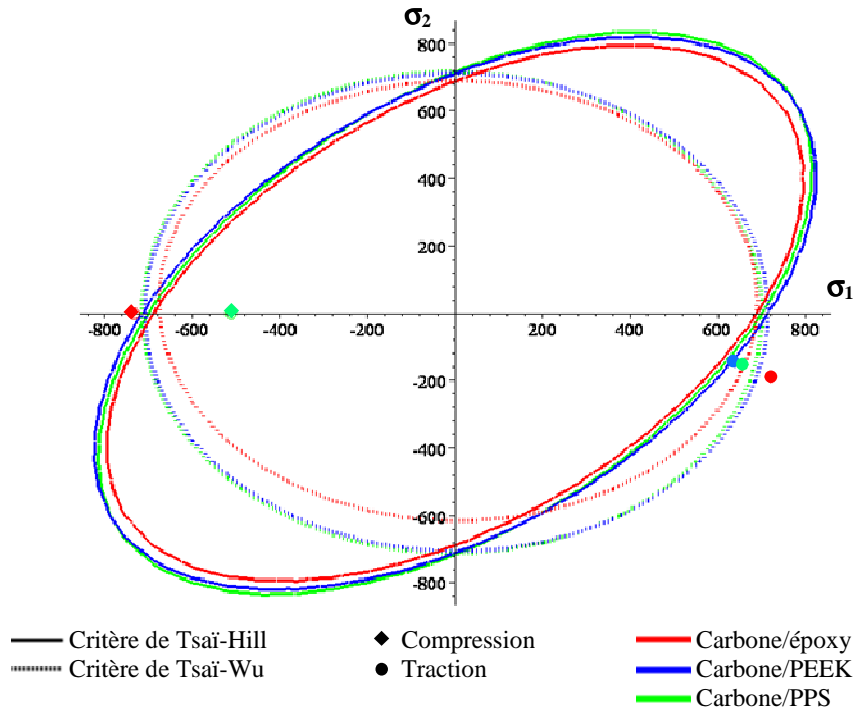 σ2
800
600
400
200
σ1
-800 -600 -400 -200 200 400 600 800
-200
-400
-600
-800
Critère de Tsaï-Hill
Compression
Carbone/époxy
Critère de Tsaï-Wu
Traction
Carbone/PEEK
Carbone/PPS